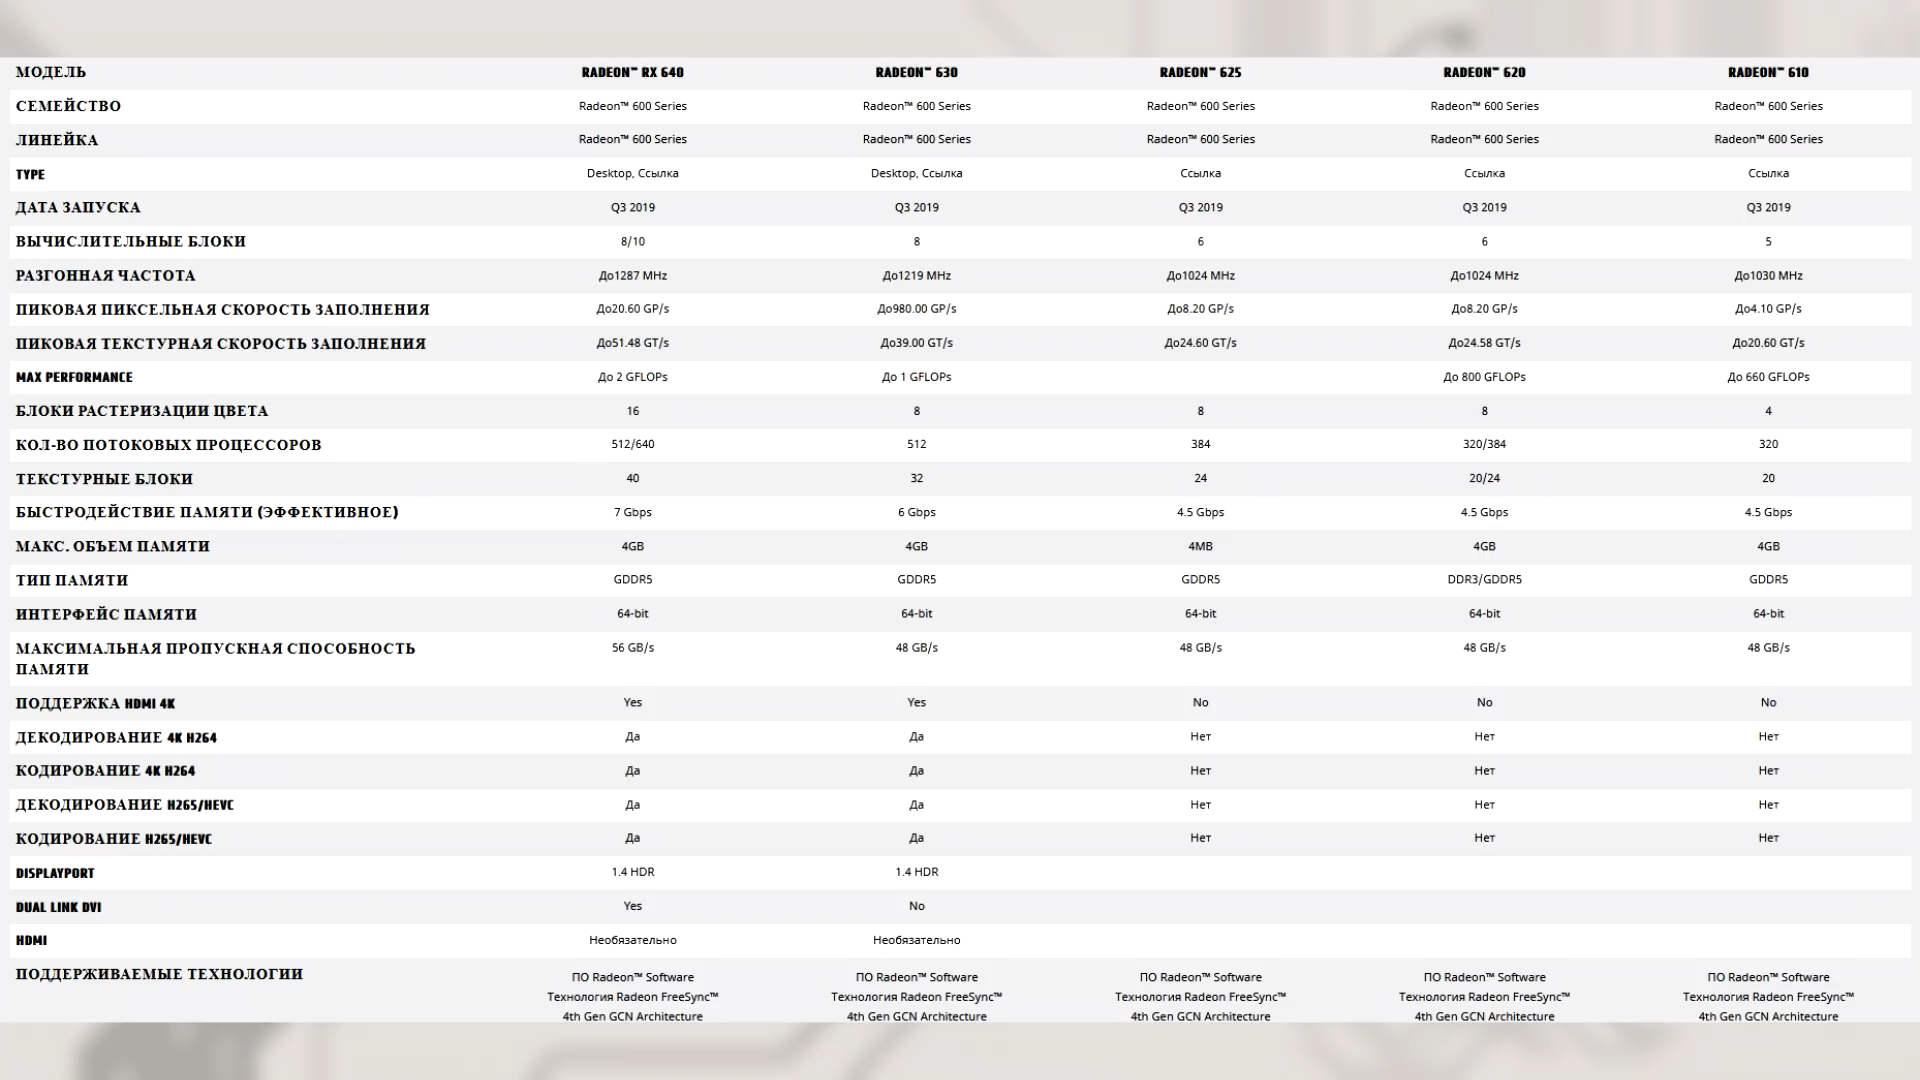 МОДЕЛЬ RADEON™ RX 640 RADEON™ 630 RADEON™ 625 RADEON™ 620 RADEON™ 610
СЕМЕЙСТВО Radeon™ 600 Series Radeon™ 600 Series Radeon™ 600 Series Radeon™ 600 Series Radeon™ 600 Series
ЛИНЕЙКА Radeon™ 600 Series Radeon™ 600 Series Radeon™ 600 Series Radeon™ 600 Series Radeon™ 600 Series
TYPE Desktop, Ссылка Desktop, Ссылка Ссылка Ссылка Ссылка
ДАТА ЗАПУСКА Q3 2019 Q3 2019 Q3 2019 Q3 2019 Q3 2019
ВЫЧИСЛИТЕЛЬНЫЕ БЛОКИ 8/10 8 6 6 5
РАЗГОННАЯ ЧАСТОТА До1287 MHz До1219 MHz До1024 MHz До1024 MHz До1030 MHz
ПИКОВАЯ ПИКСЕЛЬНАЯ СКОРОСТЬ ЗАПОЛНЕНИЯ До20.60 GP/s До980.00 GP/s До8.20 GP/s До8.20 GP/s До4.10 GP/s
ПИКОВАЯ ТЕКСТУРНАЯ СКОРОСТЬ ЗАПОЛНЕНИЯ До51.48 GT/s До39.00 GT/s До24.60 GT/s До24.58 GT/s До20.60 GT/s
MAX PERFORMANCE До 2 GFLOPs До 1 GFLOPs До 800 GFLOPs До 660 GFLOPs
БЛОКИ РАСТЕРИЗАЦИИ ЦВЕТА 16 8 8 8 4
КОЛ-ВО ПОТОКОВЫХ ПРОЦЕССОРОВ 512/640 512 384 320/384 320
ТЕКСТУРНЫЕ БЛОКИ 40 32 24 20/24 20
БЫСТРОДЕЙСТВИЕ ПАМЯТИ (ЭФФЕКТИВНОЕ) 7 Gbps 6 Gbps 4.5 Gbps 4.5 Gbps 4.5 Gbps
МАКС. ОБЪЕМ ПАМЯТИ 4GB 4GB 4MB 4GB 4GB
ТИП ПАМЯТИ GDDR5 GDDR5 GDDR5 DDR3/GDDR5 GDDR5
ИНТЕРФЕЙС ПАМЯТИ 64-bit 64-bit 64-bit 64-bit 64-bit
МАКСИМАЛЬНАЯ ПРОПУСКНАЯ СПОСОБНОСТЬ 56 GB/s 48 GB/s 48 GB/s 48 GB/s 48 GB/s
ПАМЯТИ
ПОДДЕРЖКА HDMI 4K Yes Yes No No No
ДЕКОДИРОВАНИЕ 4K H264 Да Да Нет Нет Нет
КОДИРОВАНИЕ 4K H264 Да Да Нет Нет Нет
ДЕКОДИРОВАНИЕ H265/HEVC Да Да Нет Нет Нет
КОДИРОВАНИЕ H265/HEVC Да Да Нет Нет Нет
DISPLAYPORT 1.4 HDR 1.4 HDR
DUAL LINK DVI Yes No
HDMI Необязательно Необязательно
ПОДДЕРЖИВАЕМЫЕ ТЕХНОЛОГИИ ПО Radeon™ Software ПО Radeon™ Software ПО Radeon™ Software ПО Radeon™ Software ПО Radeon™ Software
Технология Radeon FreeSync™ Технология Radeon FreeSync™ Технология Radeon FreeSync™ Технология Radeon FreeSync™ Технология Radeon FreeSync™
4th Gen GCN Architecture 4th Gen GCN Architecture 4th Gen GCN Architecture 4th Gen GCN Architecture 4th Gen GCN Architecture